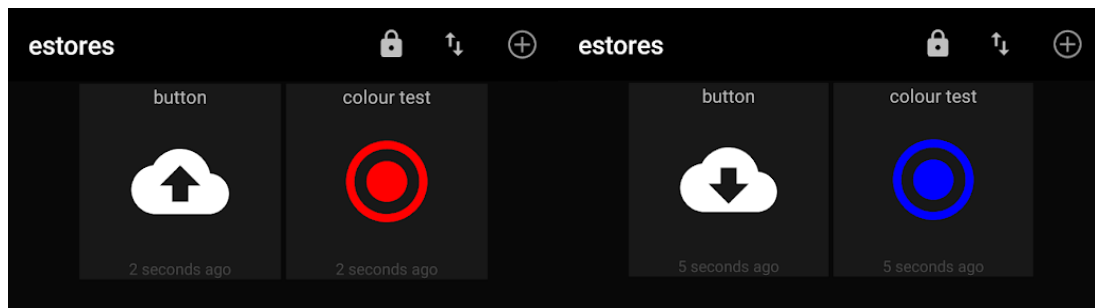 estores
button
colour test
2 seconds ago
2 seconds ago
estores
button
colour test
5 seconds ago
5 seconds ago